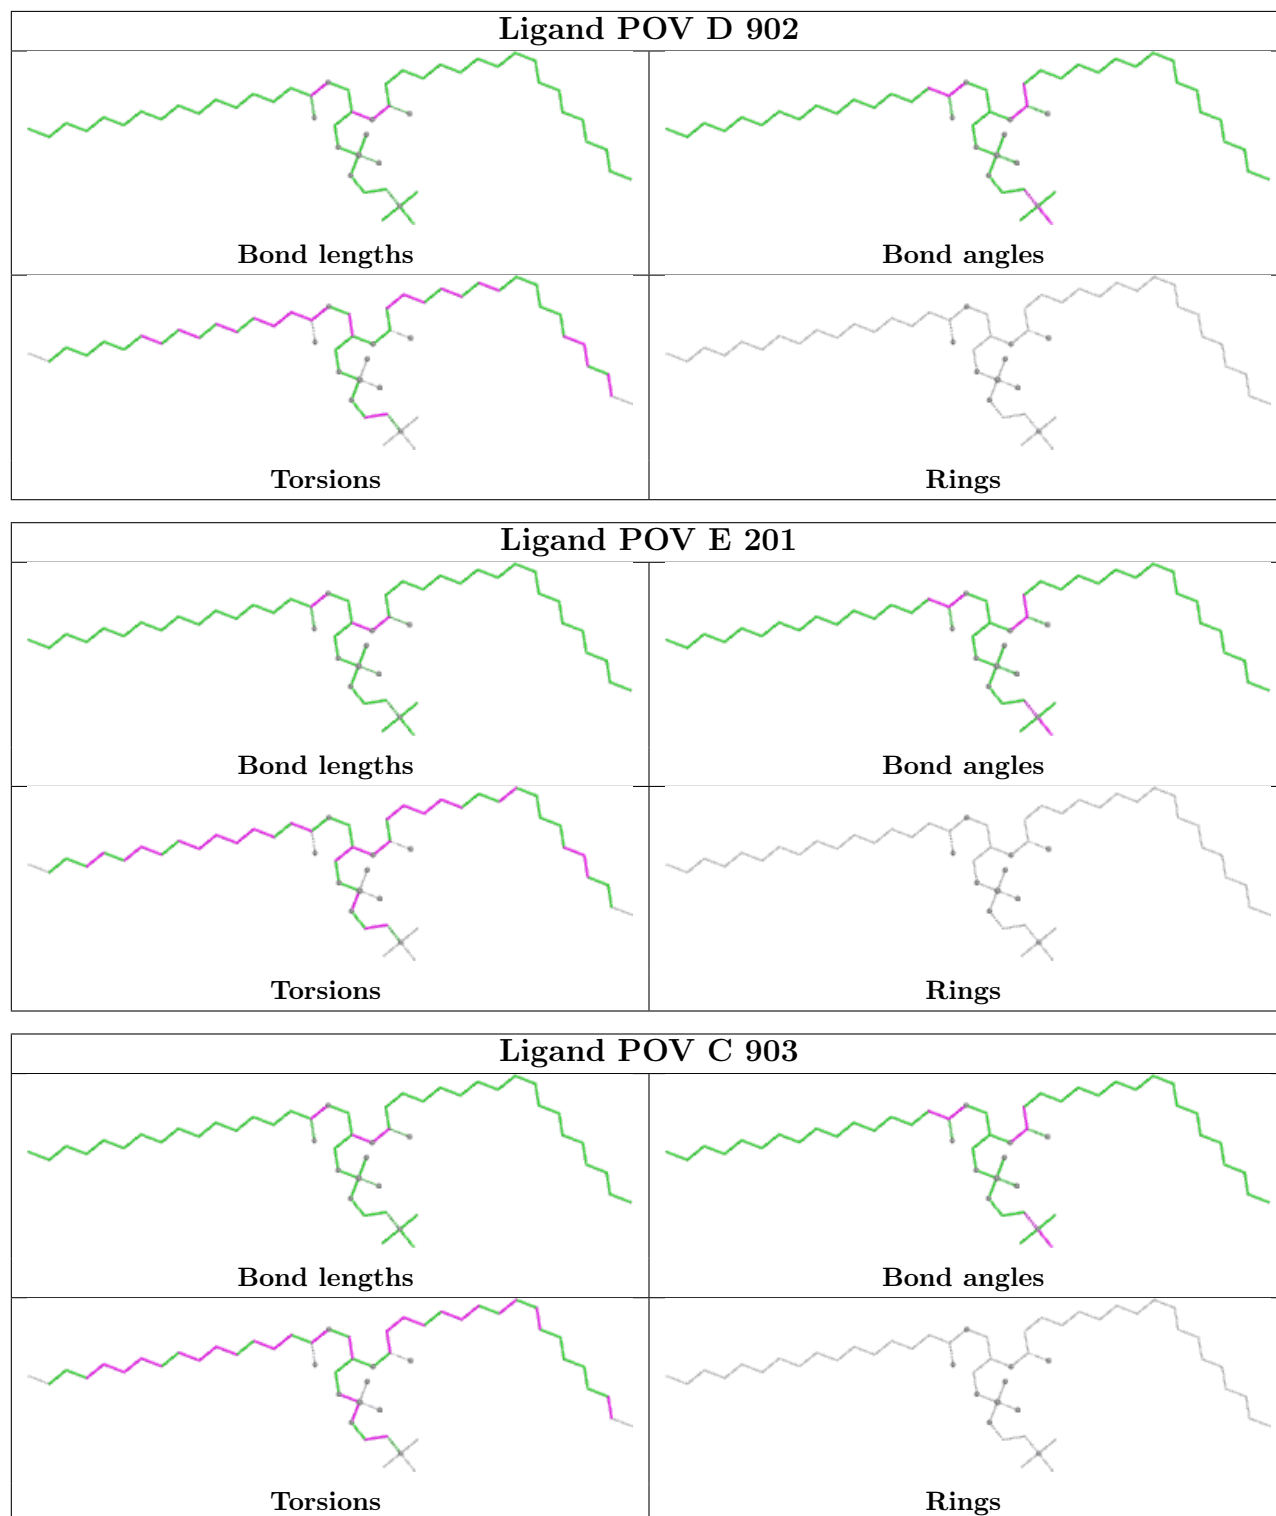 Ligand POV D 902
Bond lengths
Bond angles
Torsions
Rings
Ligand POV E 201
Bond lengths
Bond angles
Torsions
Rings
Ligand POV C 903
Bond lengths
Bond angles
Torsions
Rings